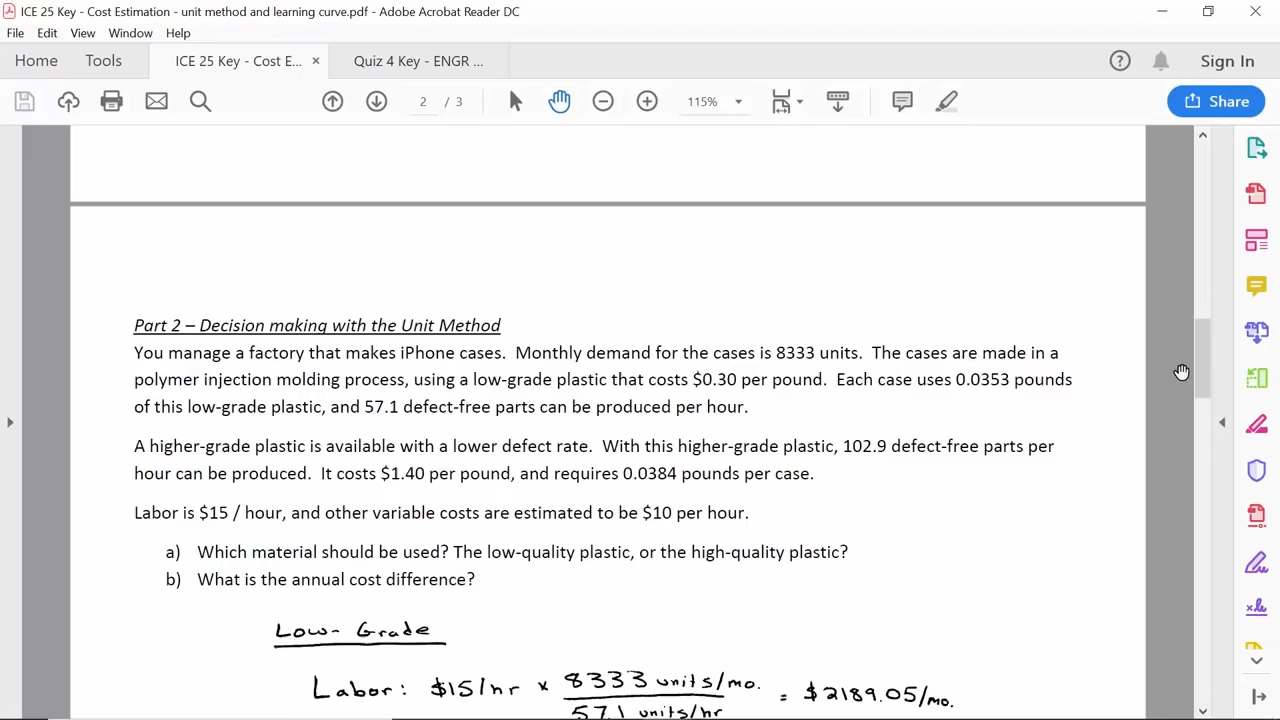 ICE 25 Key - Cost Estimation - unit method and learning curve.pdf - Adobe Acrobat Reader DC
File Edit View Window Help
Home Tools ICE 25 Key - Cost E... × Quiz 4 Key - ENGR ... Sign In
2 / 3 115% Share
Part 2 – Decision making with the Unit Method
You manage a factory that makes iPhone cases. Monthly demand for the cases is 8333 units. The cases are made in a
polymer injection molding process, using a low-grade plastic that costs $0.30 per pound. Each case uses 0.0353 pounds
of this low-grade plastic, and 57.1 defect-free parts can be produced per hour.
A higher-grade plastic is available with a lower defect rate. With this higher-grade plastic, 102.9 defect-free parts per
hour can be produced. It costs $1.40 per pound, and requires 0.0384 pounds per case.
Labor is $15 / hour, and other variable costs are estimated to be $10 per hour.
a) Which material should be used? The low-quality plastic, or the high-quality plastic?
b) What is the annual cost difference?
Low-Grade
Labor: $15/hr × 8333 units/mo. = $2189.05/mo.
57.1 units/hr